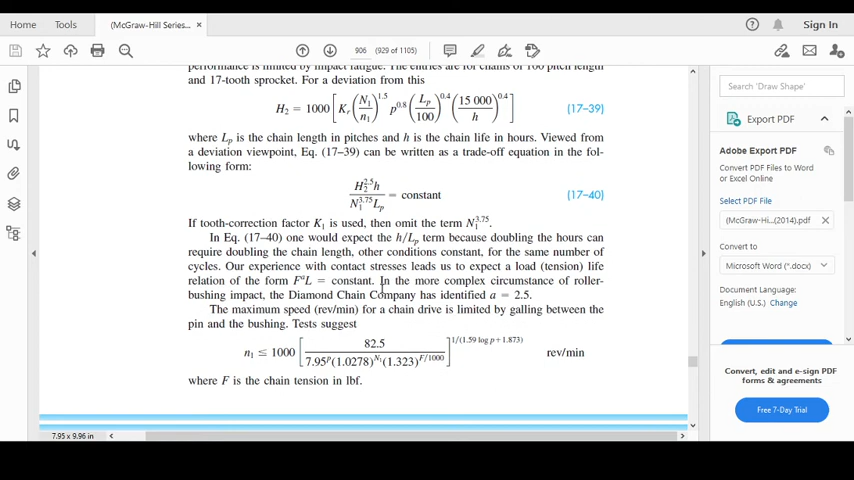 Home Tools (McGraw-Hill Series... × Sign In
906 (929 of 1105)
performance is limited by impact fatigue. The entries are for chains of 100 pitch length
and 17-tooth sprocket. For a deviation from this
H₂ = 1000 [ Kᵣ (N₁/n₁)^1.5 p^0.8 (Lₚ/100)^0.4 (15 000/h)^0.4 ] (17–39)
where Lₚ is the chain length in pitches and h is the chain life in hours. Viewed from
a deviation viewpoint, Eq. (17–39) can be written as a trade-off equation in the fol-
lowing form:
H₂^2.5 h / N₁^3.75 Lₚ = constant (17–40)
If tooth-correction factor K₁ is used, then omit the term N₁^3.75.
In Eq. (17–40) one would expect the h/Lₚ term because doubling the hours can
require doubling the chain length, other conditions constant, for the same number of
cycles. Our experience with contact stresses leads us to expect a load (tension) life
relation of the form FᵃL = constant. In the more complex circumstance of roller-
bushing impact, the Diamond Chain Company has identified a = 2.5.
The maximum speed (rev/min) for a chain drive is limited by galling between the
pin and the bushing. Tests suggest
n₁ ≤ 1000 [ 82.5 / 7.95^p (1.0278)^N₁ (1.323)^F/1000 ]^1/(1.59 log p+1.873) rev/min
where F is the chain tension in lbf.
7.95 x 9.96 in
Search 'Draw Shape'
Export PDF
Adobe Export PDF
Convert PDF Files to Word
or Excel Online
Select PDF File
(McGraw-Hi...(2014).pdf ×
Convert to
Microsoft Word (*.docx)
Document Language:
English (U.S.) Change
Convert, edit and e-sign PDF
forms & agreements
Free 7-Day Trial